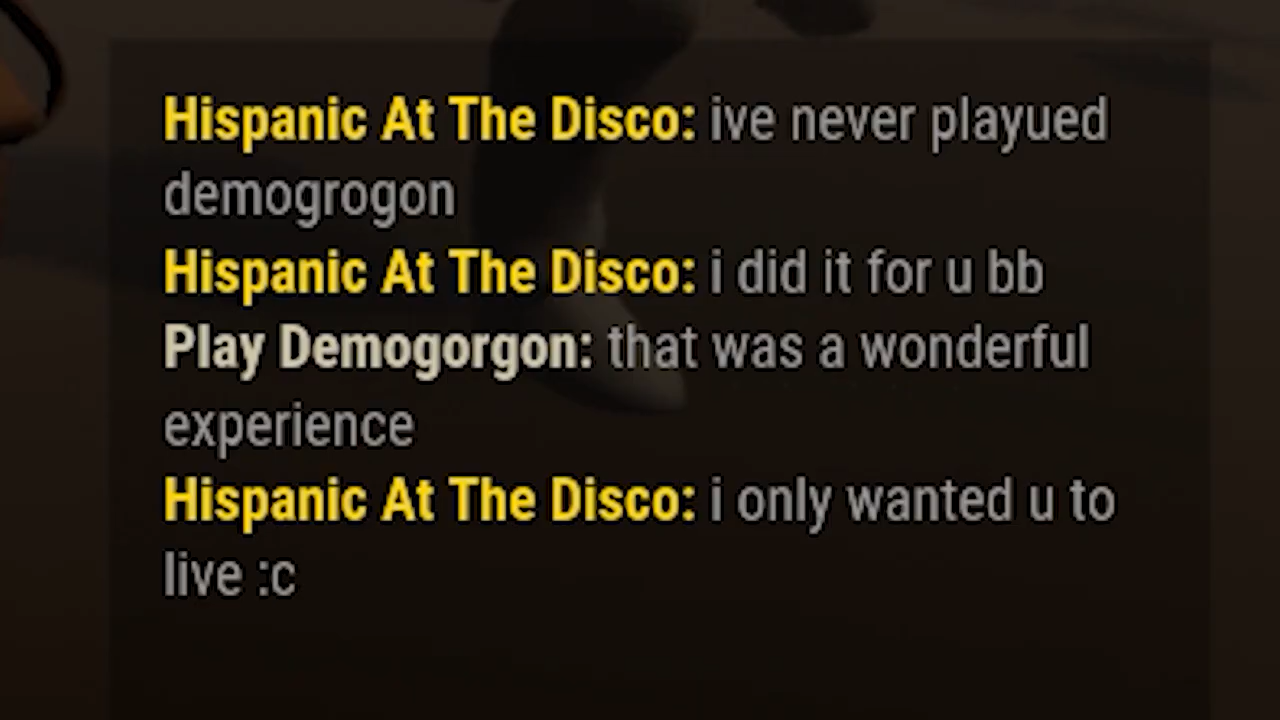 Hispanic At The Disco: ive never playued
demogrogon
Hispanic At The Disco: i did it for u bb
Play Demogorgon: that was a wonderful
experience
Hispanic At The Disco: i only wanted u to
live :c